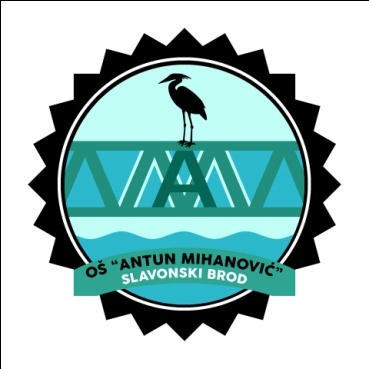 A
OŠ "ANTUN MIHANOVIĆ"
SLAVONSKI BROD